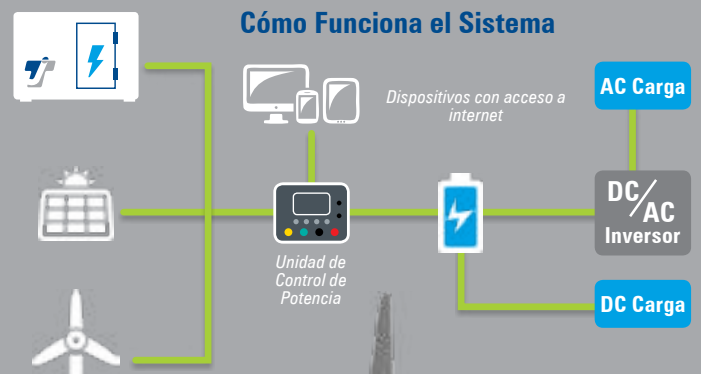 Cómo Funciona el Sistema
Dispositivos con acceso a
internet
AC Carga
DC/AC
Inversor
Unidad de
Control de
Potencia
DC Carga